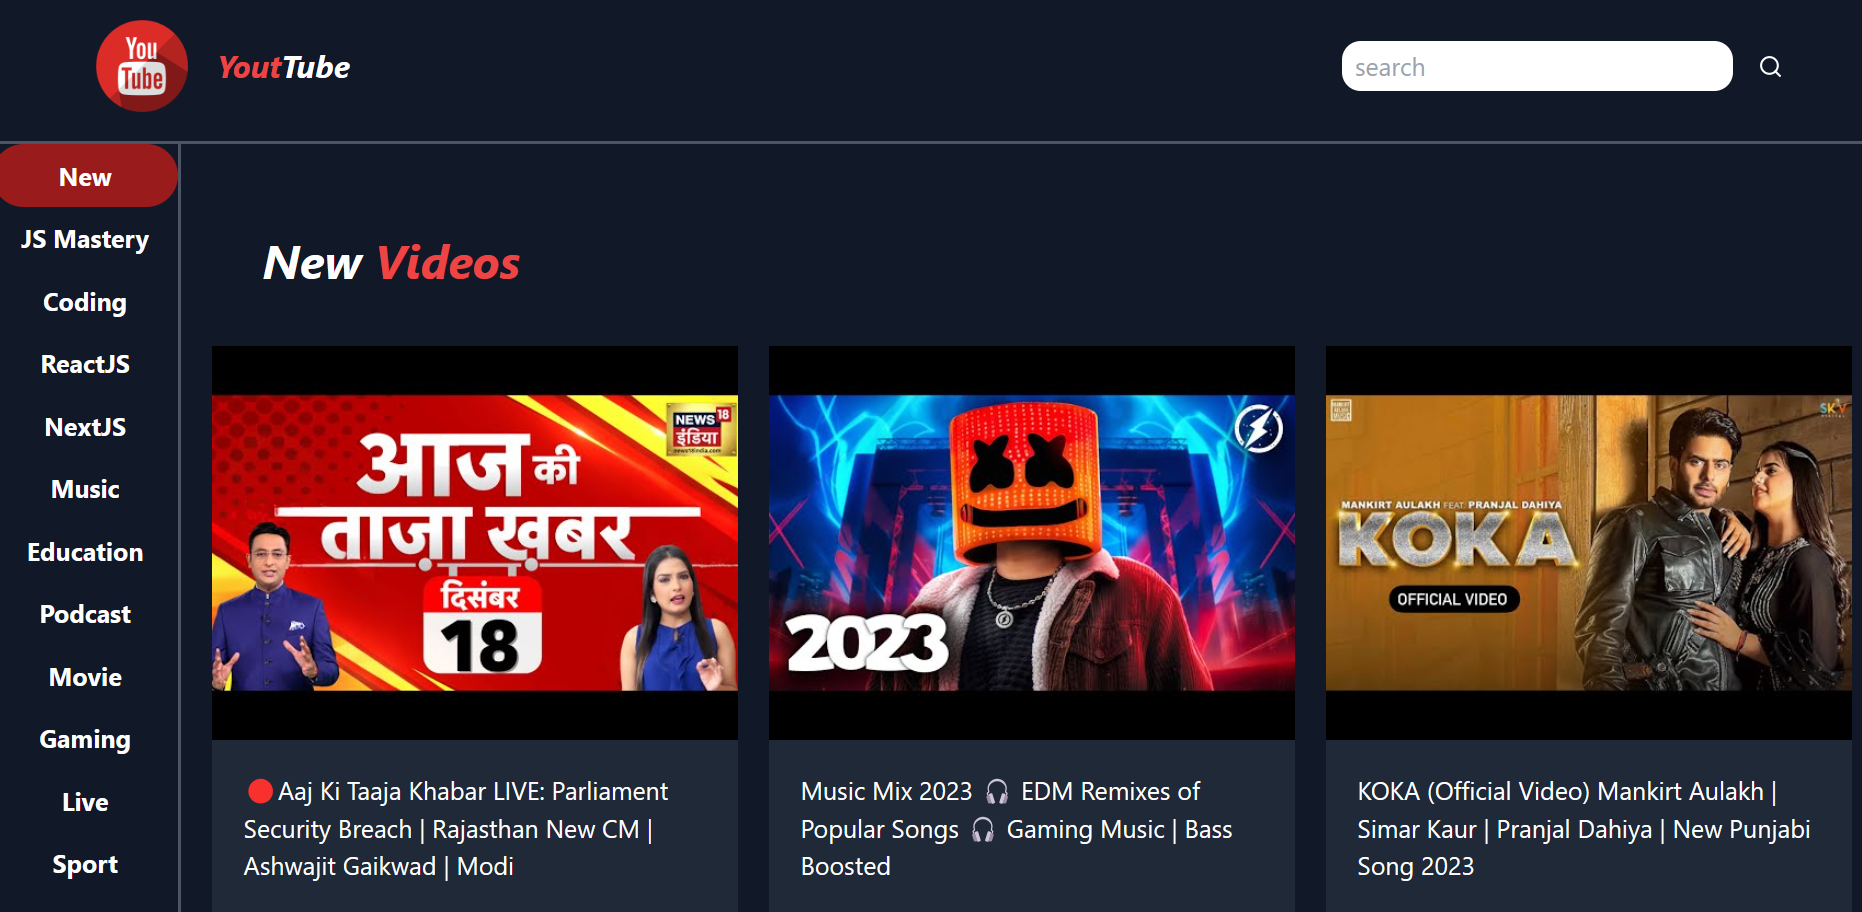 You
Tube
YoutTube
search
New
JS Mastery
Coding
ReactJS
NextJS
Music
Education
Podcast
Movie
Gaming
Live
Sport
New Videos
NEWS 18
इंडिया
news18india.com
आज की
ताज़ा ख़बर
दिसंबर
18
🔴Aaj Ki Taaja Khabar LIVE: Parliament
Security Breach | Rajasthan New CM |
Ashwajit Gaikwad | Modi
2023
Music Mix 2023 🎧 EDM Remixes of
Popular Songs 🎧 Gaming Music | Bass
Boosted
MANKIRT AULAKH FEAT. PRANJAL DAHIYA
KOKA
OFFICIAL VIDEO
KOKA (Official Video) Mankirt Aulakh |
Simar Kaur | Pranjal Dahiya | New Punjabi
Song 2023